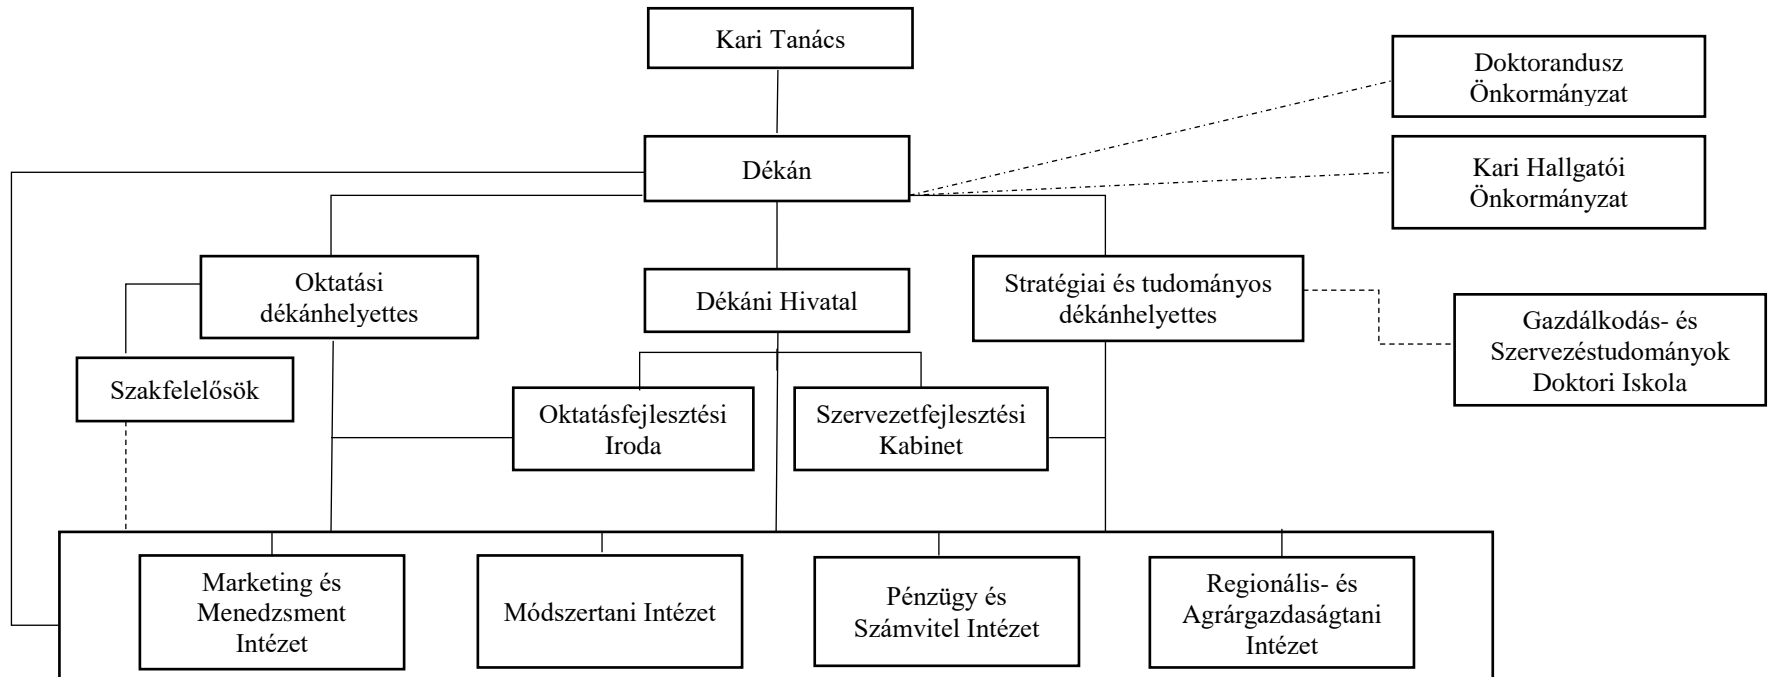 Kari Tanács
Doktorandusz
Önkormányzat
Dékán
Kari Hallgatói
Önkormányzat
Oktatási
dékánhelyettes
Dékáni Hivatal
Stratégiai és tudományos
dékánhelyettes
Gazdálkodás- és
Szervezéstudományok
Doktori Iskola
Szakfelelősök
Oktatásfejlesztési
Iroda
Szervezetfejlesztési
Kabinet
Marketing és
Menedzsment
Intézet
Módszertani Intézet
Pénzügy és
Számvitel Intézet
Regionális- és
Agrárgazdaságtani
Intézet